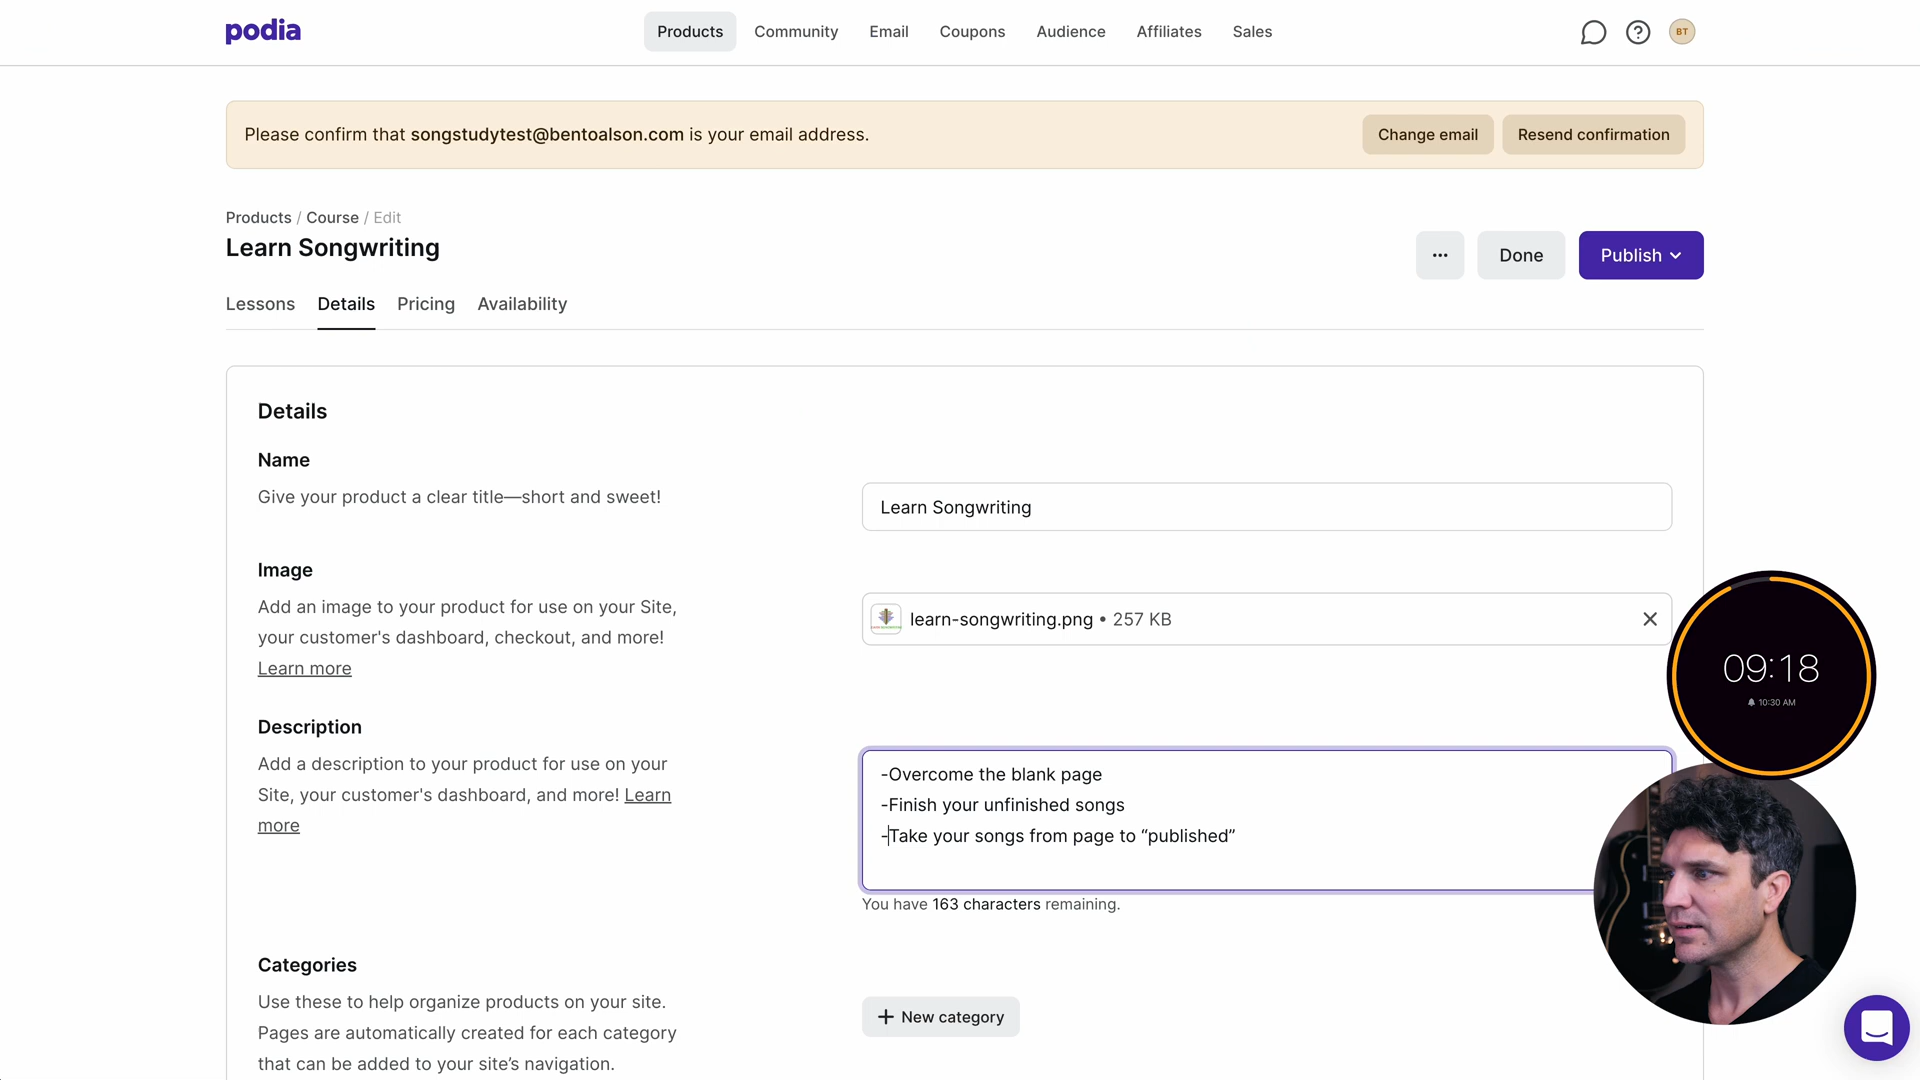 podia
Products
Community
Email
Coupons
Audience
Affiliates
Sales
BT
Please confirm that songstudytest@bentoalson.com is your email address.
Change email
Resend confirmation
Products / Course / Edit
Learn Songwriting
Done
Publish
Lessons
Details
Pricing
Availability
Details
Name
Give your product a clear title—short and sweet!
Learn Songwriting
Image
Add an image to your product for use on your Site,
your customer's dashboard, checkout, and more!
Learn more
learn-songwriting.png • 257 KB
09:18
10:30 AM
Description
Add a description to your product for use on your
Site, your customer's dashboard, and more! Learn
more
-Overcome the blank page
-Finish your unfinished songs
-Take your songs from page to “published”
You have 163 characters remaining.
Categories
Use these to help organize products on your site.
Pages are automatically created for each category
that can be added to your site’s navigation.
New category